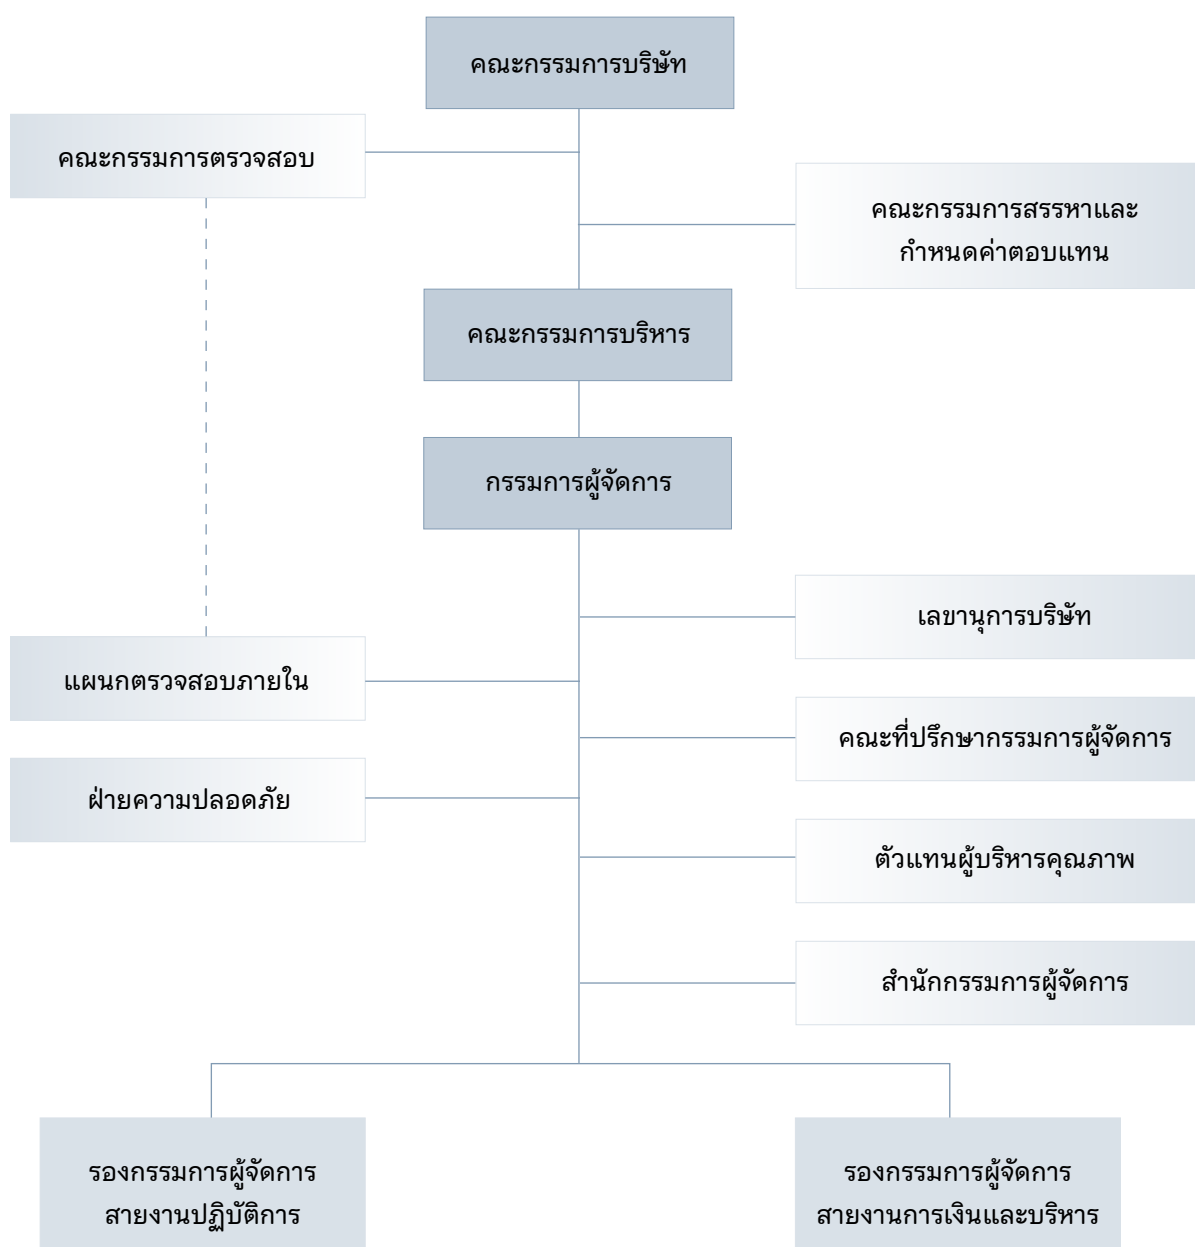 คณะกรรมการบริษัท
คณะกรรมการตรวจสอบ
คณะกรรมการสรรหาและ
กำหนดค่าตอบแทน
คณะกรรมการบริหาร
กรรมการผู้จัดการ
เลขานุการบริษัท
แผนกตรวจสอบภายใน
คณะที่ปรึกษากรรมการผู้จัดการ
ฝ่ายความปลอดภัย
ตัวแทนผู้บริหารคุณภาพ
สำนักกรรมการผู้จัดการ
รองกรรมการผู้จัดการ
สายงานปฏิบัติการ
รองกรรมการผู้จัดการ
สายงานการเงินและบริหาร